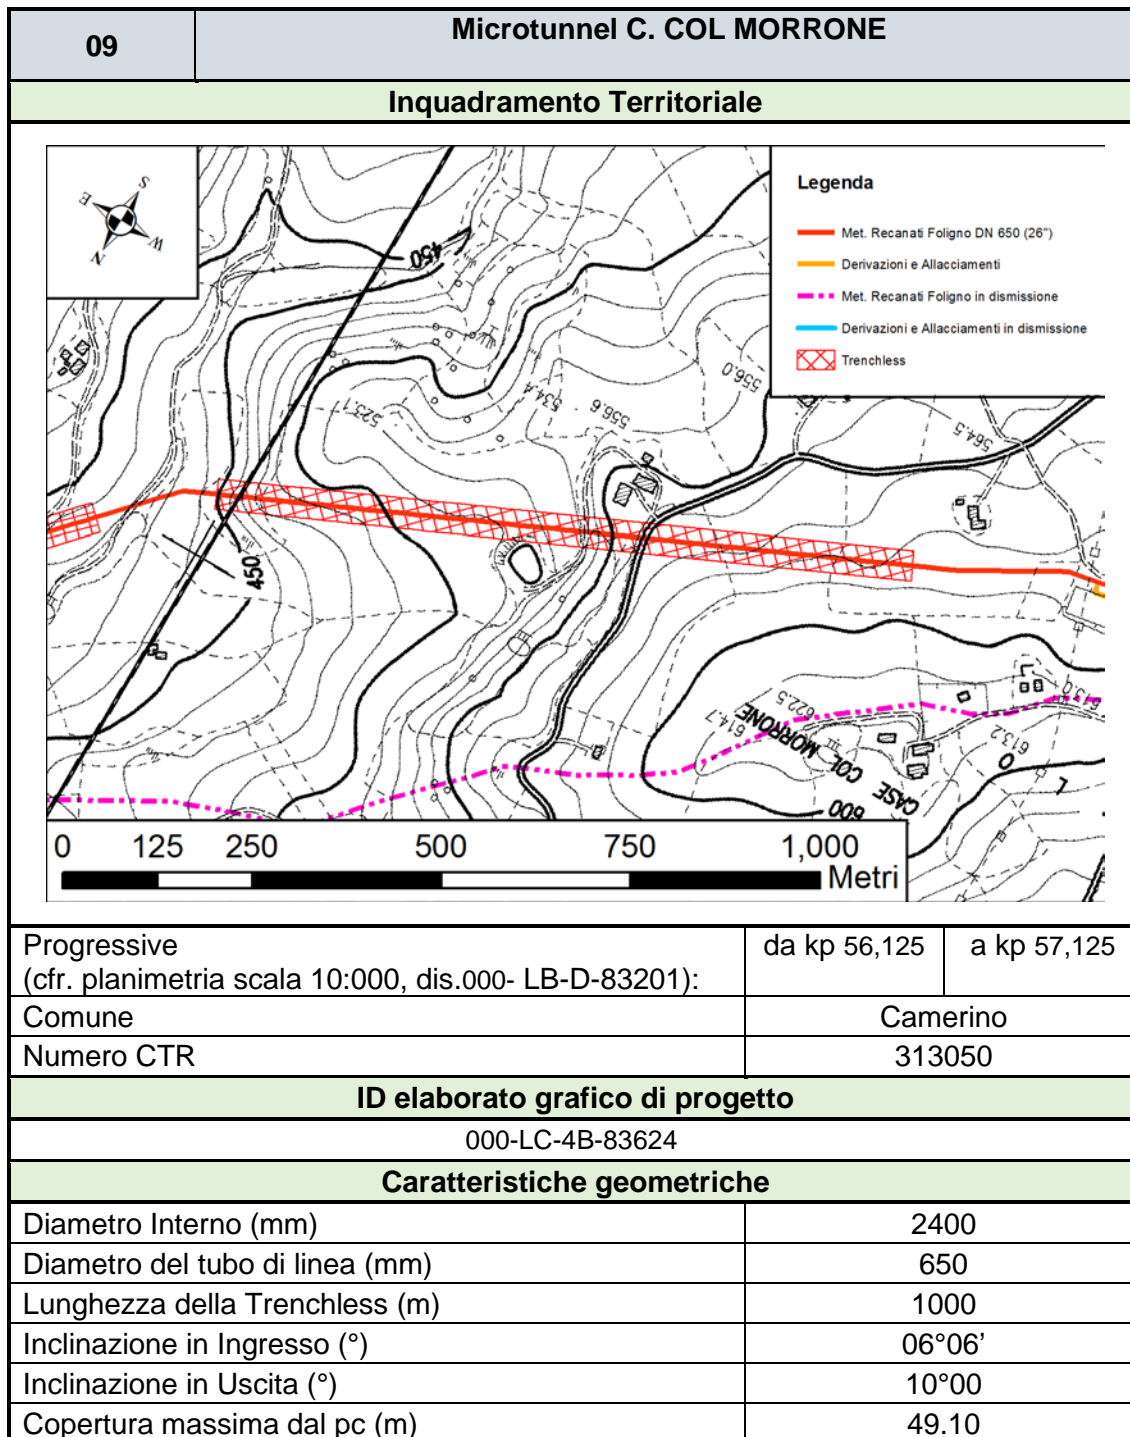 09
Microtunnel C. COL MORRONE
Inquadramento Territoriale
S
E
W
N
Legenda
Met. Recanati Foligno DN 650 (26")
Derivazioni e Allacciamenti
Met. Recanati Foligno in dismissione
Derivazioni e Allacciamenti in dismissione
Trenchless
450
523.1
534.4
556.6
556.0
564.5
450
614.7
622.5
CASE COL MORRONE
613.2
600
O
L
0 125 250 500 750 1,000
Metri
Progressive
(cfr. planimetria scala 10:000, dis.000- LB-D-83201):
da kp 56,125
a kp 57,125
Comune
Camerino
Numero CTR
313050
ID elaborato grafico di progetto
000-LC-4B-83624
Caratteristiche geometriche
Diametro Interno (mm)
2400
Diametro del tubo di linea (mm)
650
Lunghezza della Trenchless (m)
1000
Inclinazione in Ingresso (°)
06°06’
Inclinazione in Uscita (°)
10°00
Copertura massima dal pc (m)
49.10